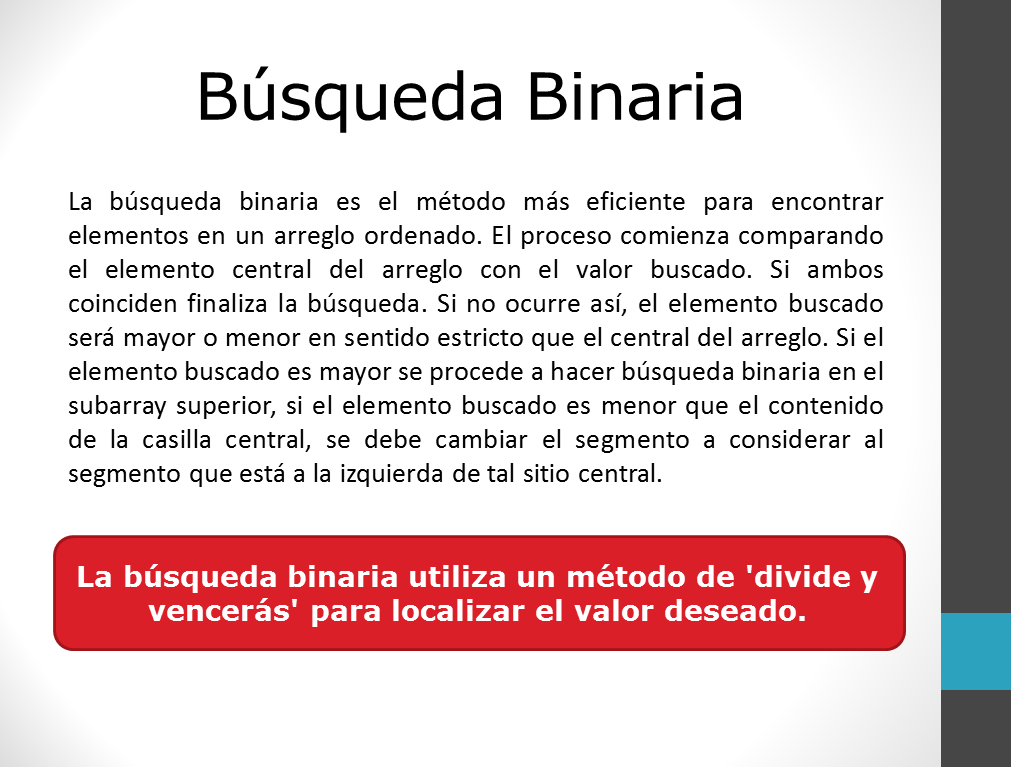 Búsqueda Binaria
La búsqueda binaria es el método más eficiente para encontrar
elementos en un arreglo ordenado. El proceso comienza comparando
el elemento central del arreglo con el valor buscado. Si ambos
coinciden finaliza la búsqueda. Si no ocurre así, el elemento buscado
será mayor o menor en sentido estricto que el central del arreglo. Si el
elemento buscado es mayor se procede a hacer búsqueda binaria en el
subarray superior, si el elemento buscado es menor que el contenido
de la casilla central, se debe cambiar el segmento a considerar al
segmento que está a la izquierda de tal sitio central.
La búsqueda binaria utiliza un método de 'divide y
vencerás' para localizar el valor deseado.